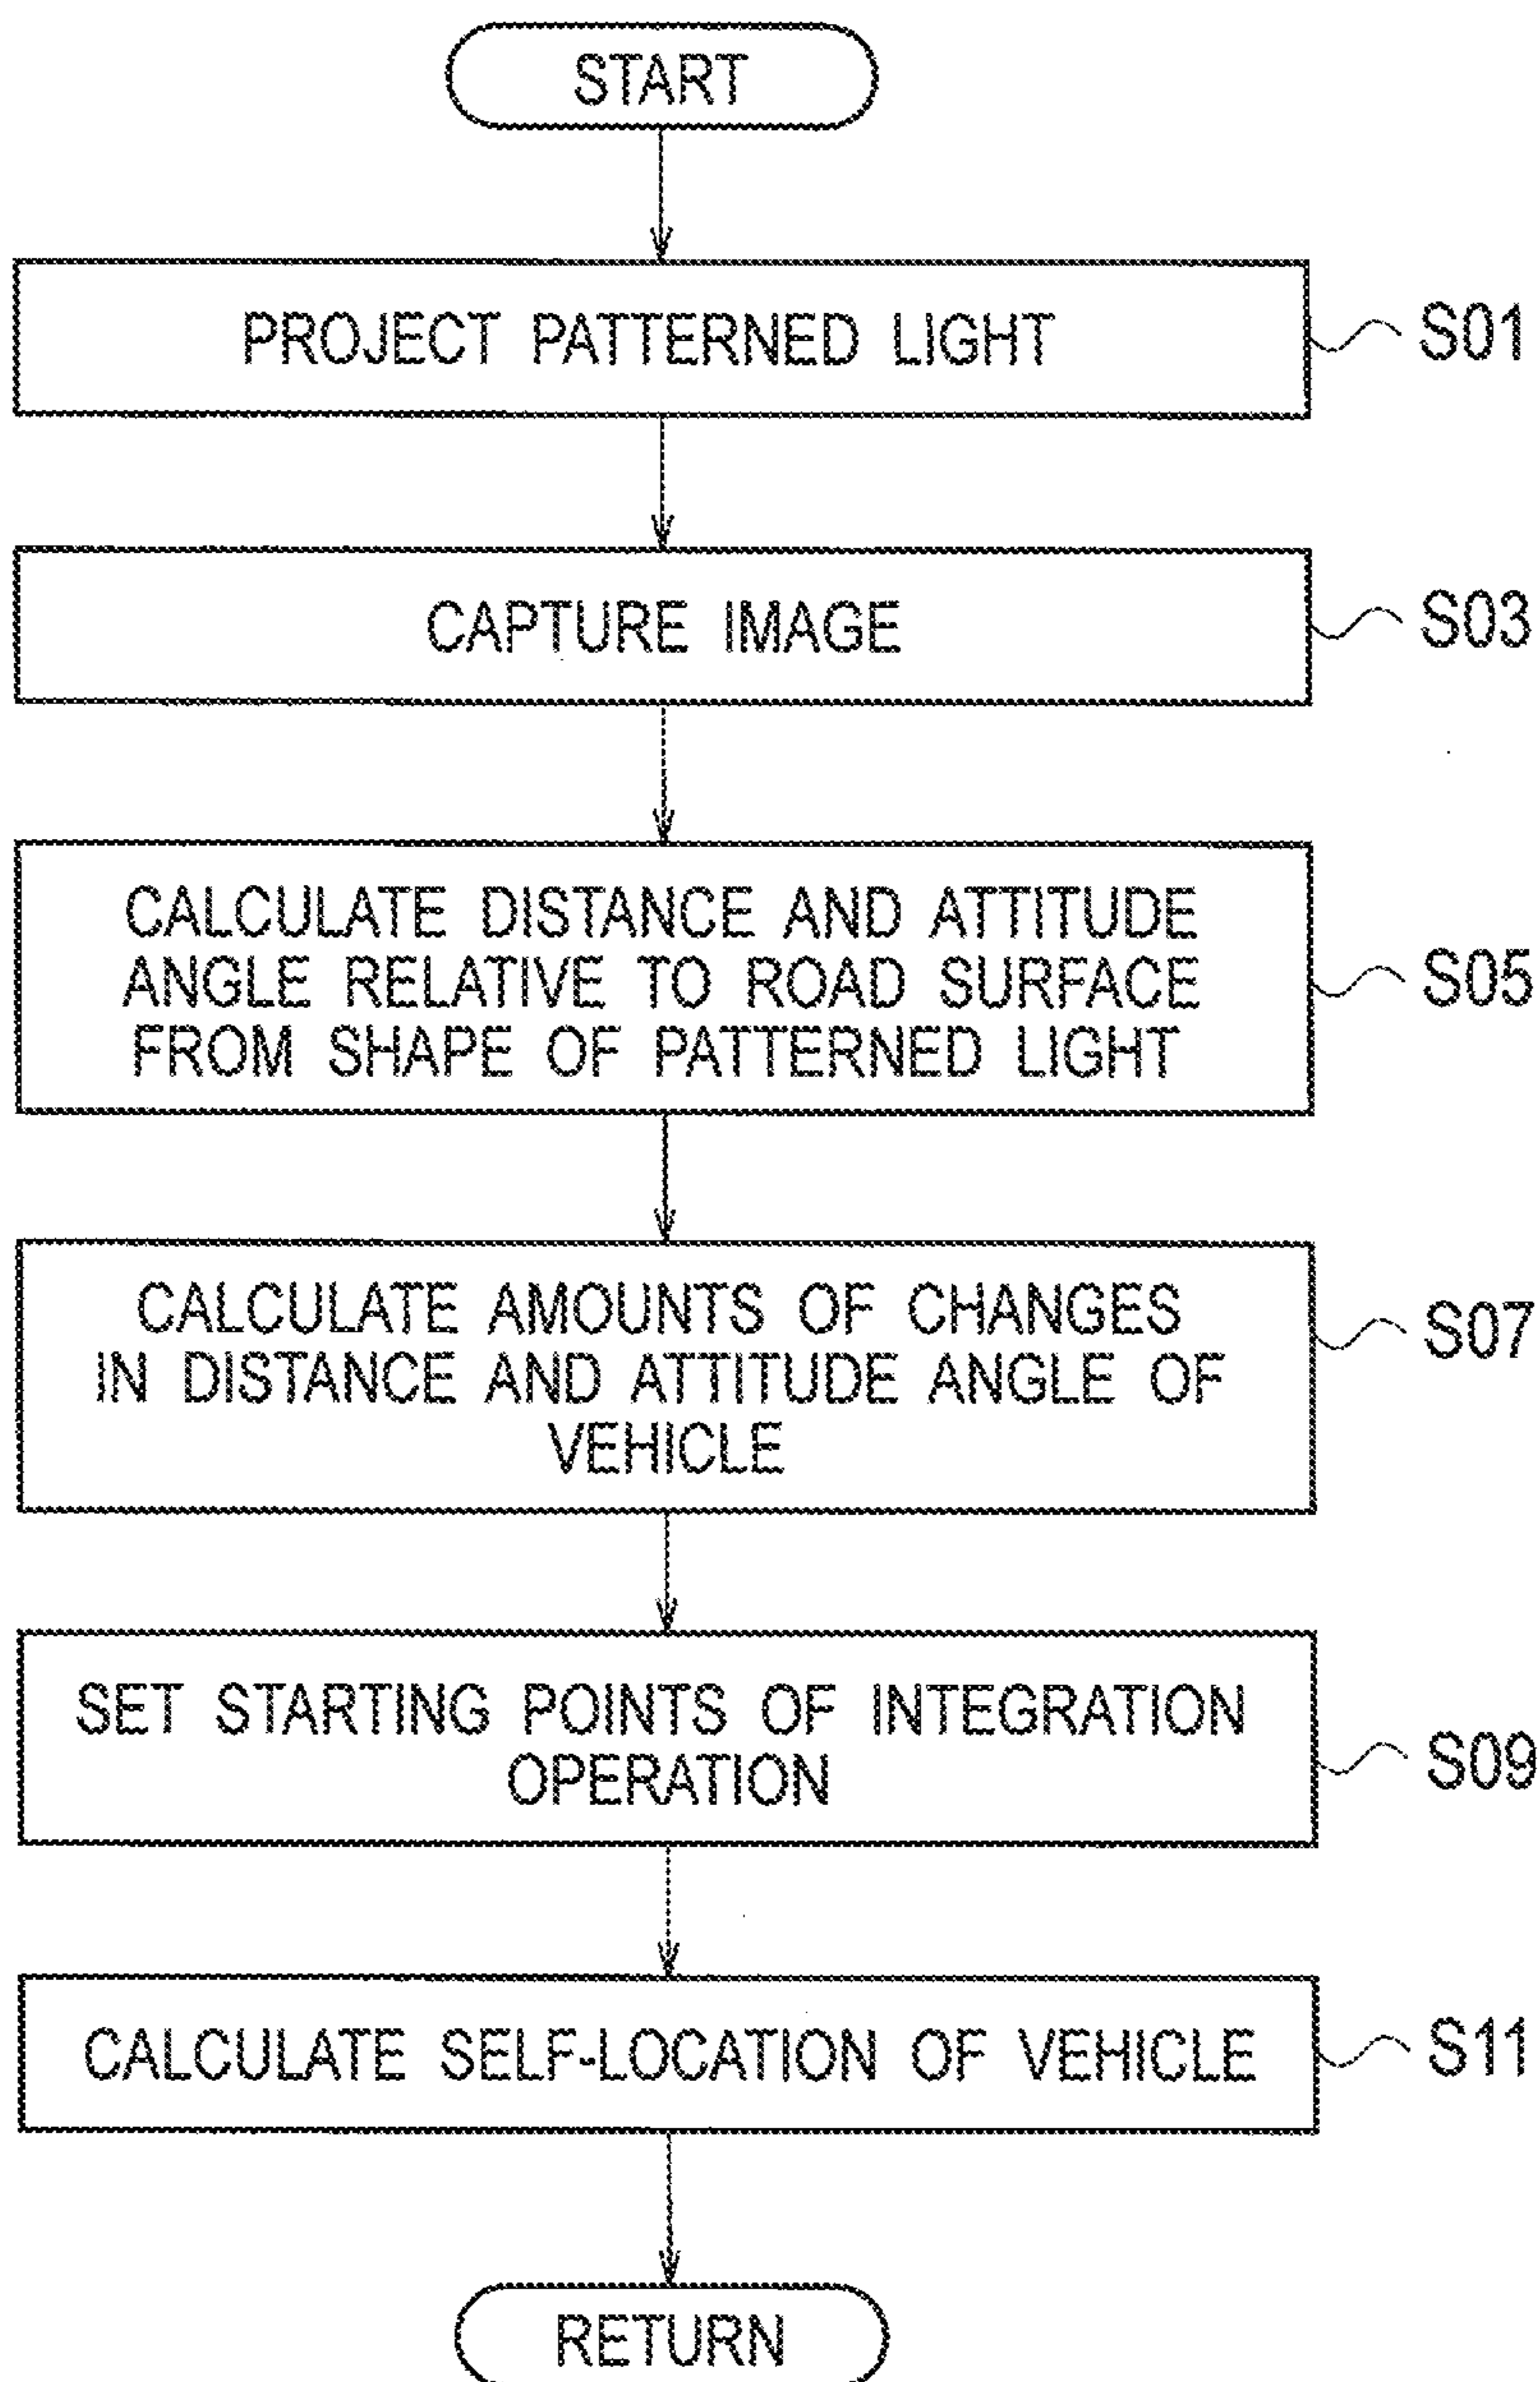 START
PROJECT PATTERNED LIGHT
S01
CAPTURE IMAGE
S03
CALCULATE DISTANCE AND ATTITUDE
ANGLE RELATIVE TO ROAD SURFACE
FROM SHAPE OF PATTERNED LIGHT
S05
CALCULATE AMOUNTS OF CHANGES
IN DISTANCE AND ATTITUDE ANGLE OF
VEHICLE
S07
SET STARTING POINTS OF INTEGRATION
OPERATION
S09
CALCULATE SELF-LOCATION OF VEHICLE
S11
RETURN